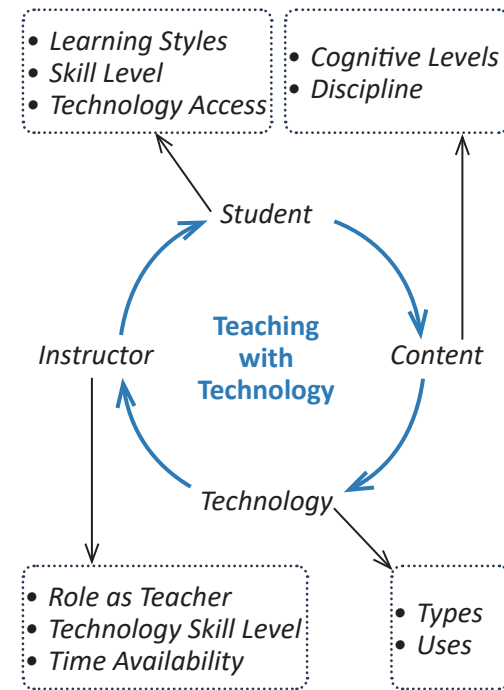 • Learning Styles
• Skill Level
• Technology Access
• Cognitive Levels
• Discipline
Student
Teaching
with
Technology
Instructor
Content
Technology
• Role as Teacher
• Technology Skill Level
• Time Availability
• Types
• Uses